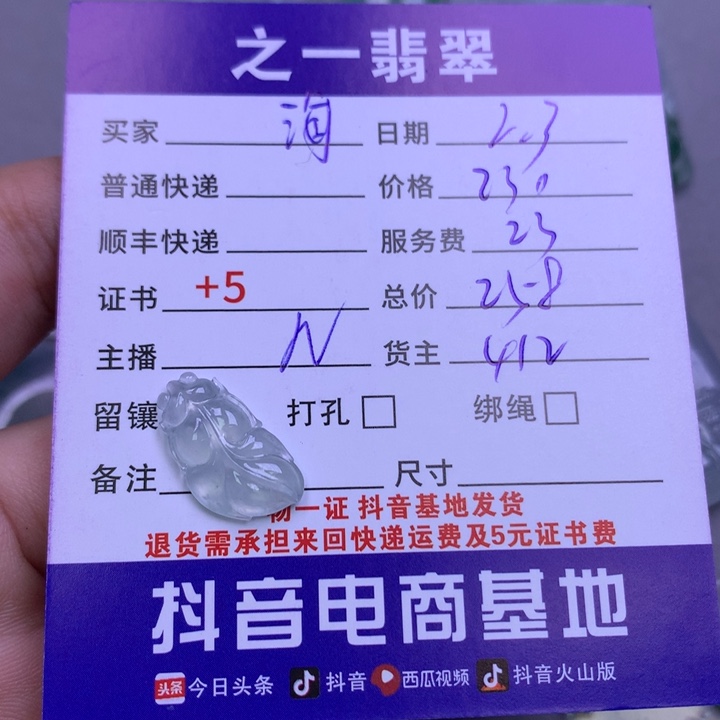 之一翡翠
买家 淘 日期 2.3
普通快递 价格 230
顺丰快递 服务费 23
证书 +5 总价 258
主播 N 货主 412
留镶 打孔 绑绳
备注 尺寸
一证 抖音基地发货
退货需承担来回快递运费及5元证书费
抖音电商基地
头条 今日头条 抖音 西瓜视频 抖音火山版